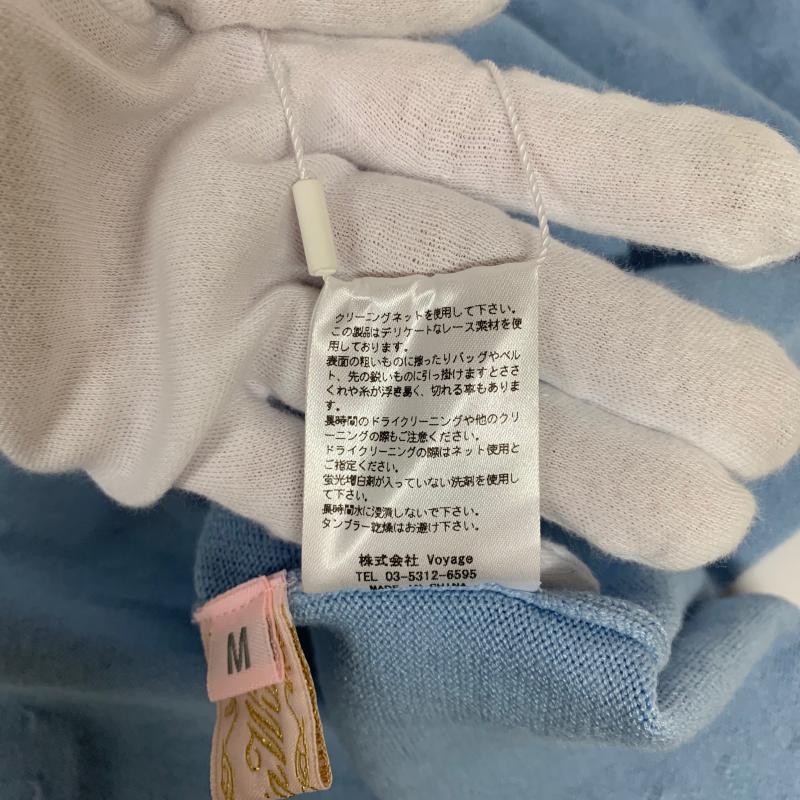 クリーニングネットを使用して下さい。
この製品はデリケートなレース素材を使
用しております。
表面の粗いものに擦ったりバッグやベル
ト、先の鋭いものに引っ掛けますとささ
くれや糸が浮き易く、切れる事もありま
す。
長時間のドライクリーニングや他のクリ
ーニングの際もご注意ください。
ドライクリーニングの際はネット使用と
ご指定ください。
蛍光増白剤が入っていない洗剤を使用し
て下さい。
長時間水に浸漬しないで下さい。
タンブラー乾燥はお避け下さい。
株式会社 Voyage
TEL 03-5312-6595
MADE IN CHINA
M